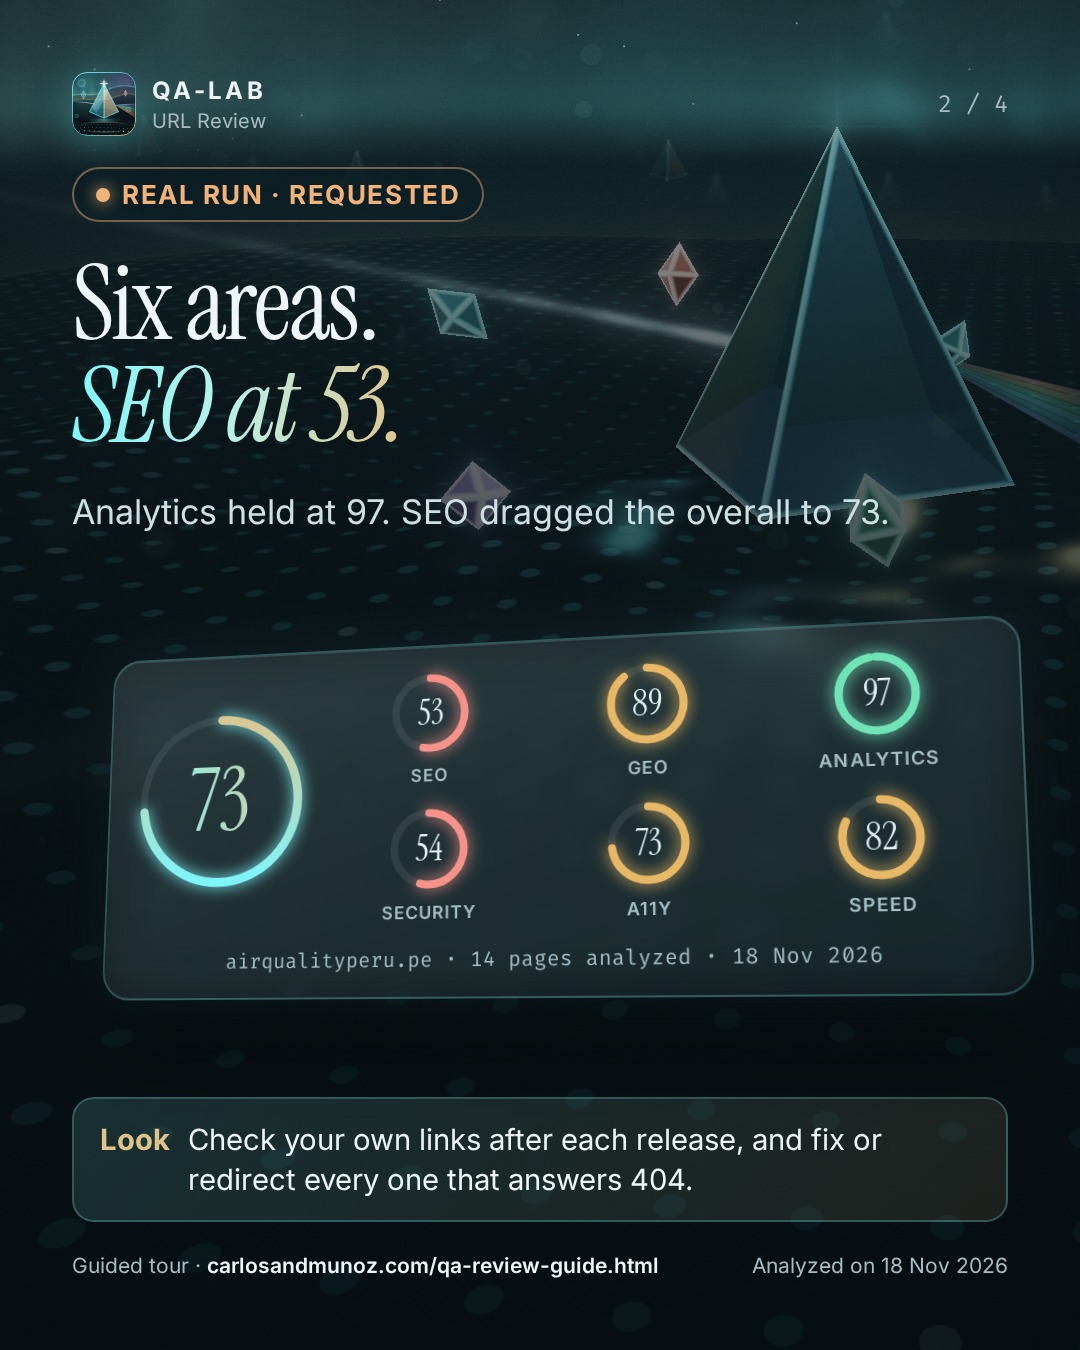 QA-LAB
URL Review
2 / 4
REAL RUN · REQUESTED
Six areas.
SEO at 53.
Analytics held at 97. SEO dragged the overall to 73.
73
53
SEO
89
GEO
97
ANALYTICS
54
SECURITY
73
A11Y
82
SPEED
airqualityperu.pe · 14 pages analyzed · 18 Nov 2026
Look Check your own links after each release, and fix or
redirect every one that answers 404.
Guided tour · carlosandmunoz.com/qa-review-guide.html
Analyzed on 18 Nov 2026